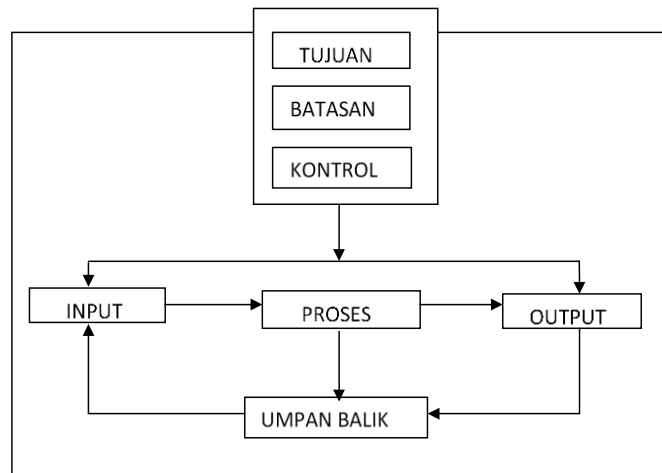 TUJUAN
BATASAN
KONTROL
INPUT
PROSES
OUTPUT
UMPAN BALIK